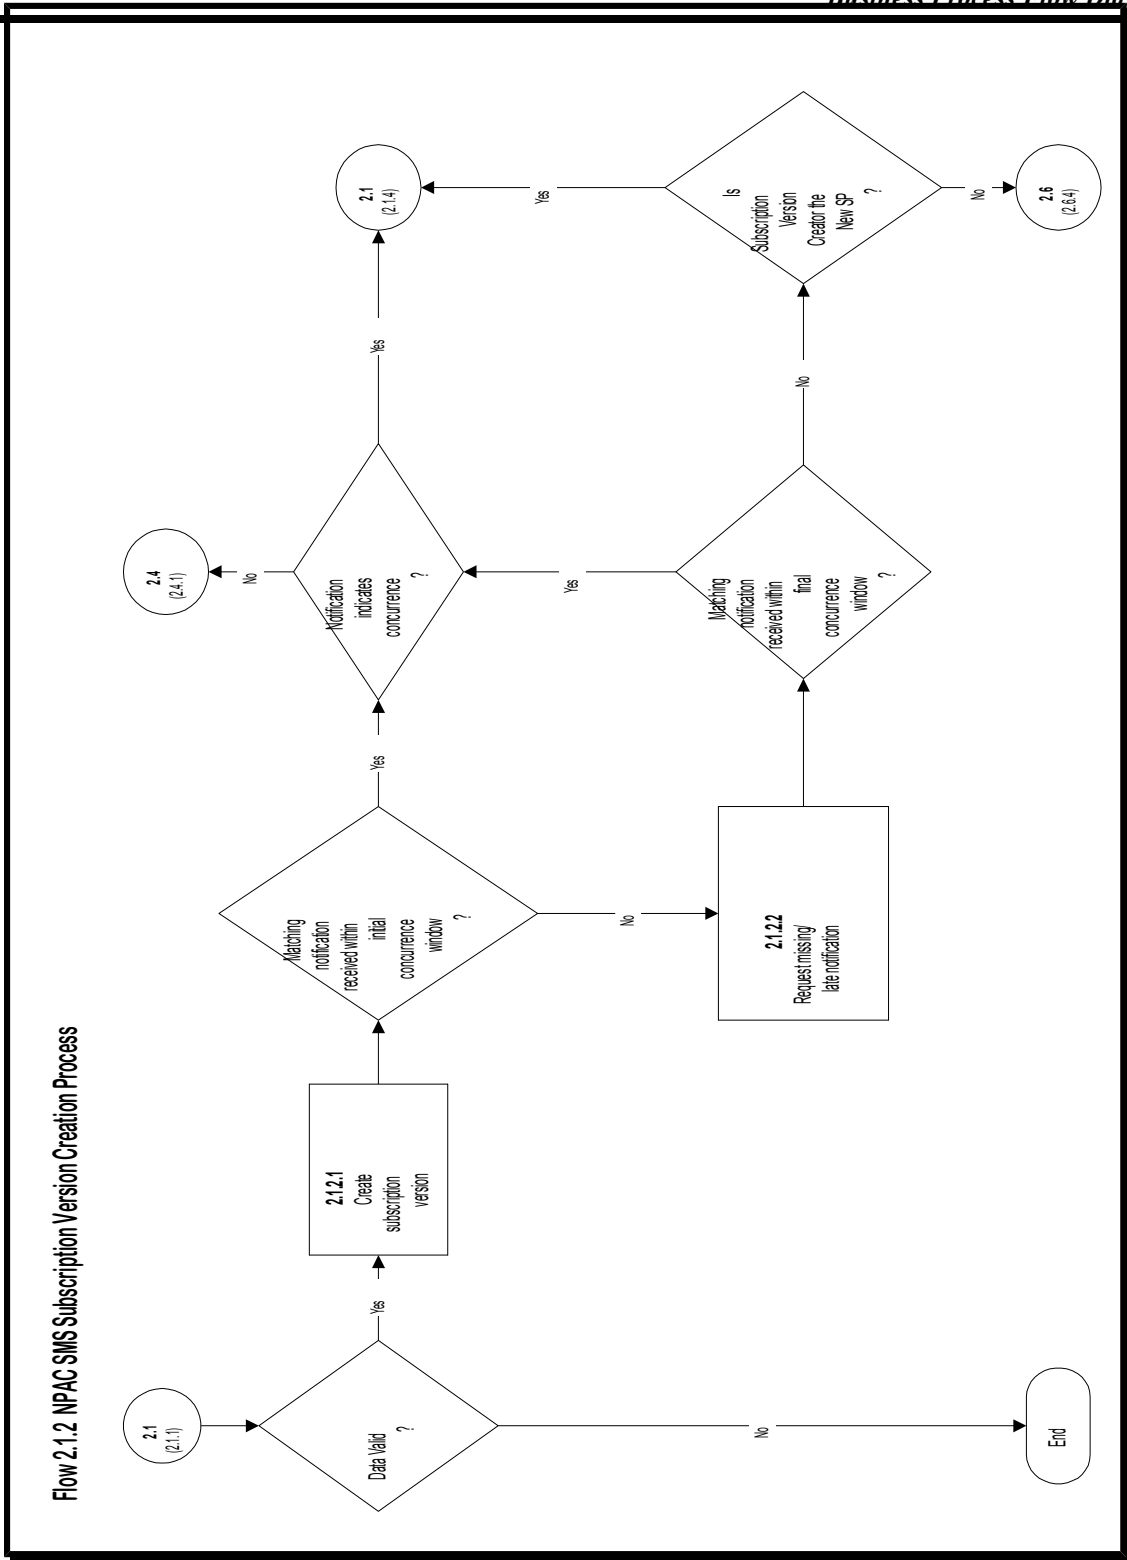 Flow 2.1.2 NPAC SMS Subscription Version Creation Process
2.1
(2.1.1)
Data Valid
?
Yes
No
End
2.1.2.1
Create
subscription
version
Matching
notification
received within
initial
concurrence
window
?
Yes
No
2.1.2.2
Request missing/
late notification
2.4
(2.4.1)
No
Notification
indicates
concurrence
?
Yes
Yes
Matching
notification
received within
final
concurrence
window
?
No
2.1
(2.1.4)
Yes
Is
Subscription
Version
Creator the
New SP
?
No
2.6
(2.6.4)